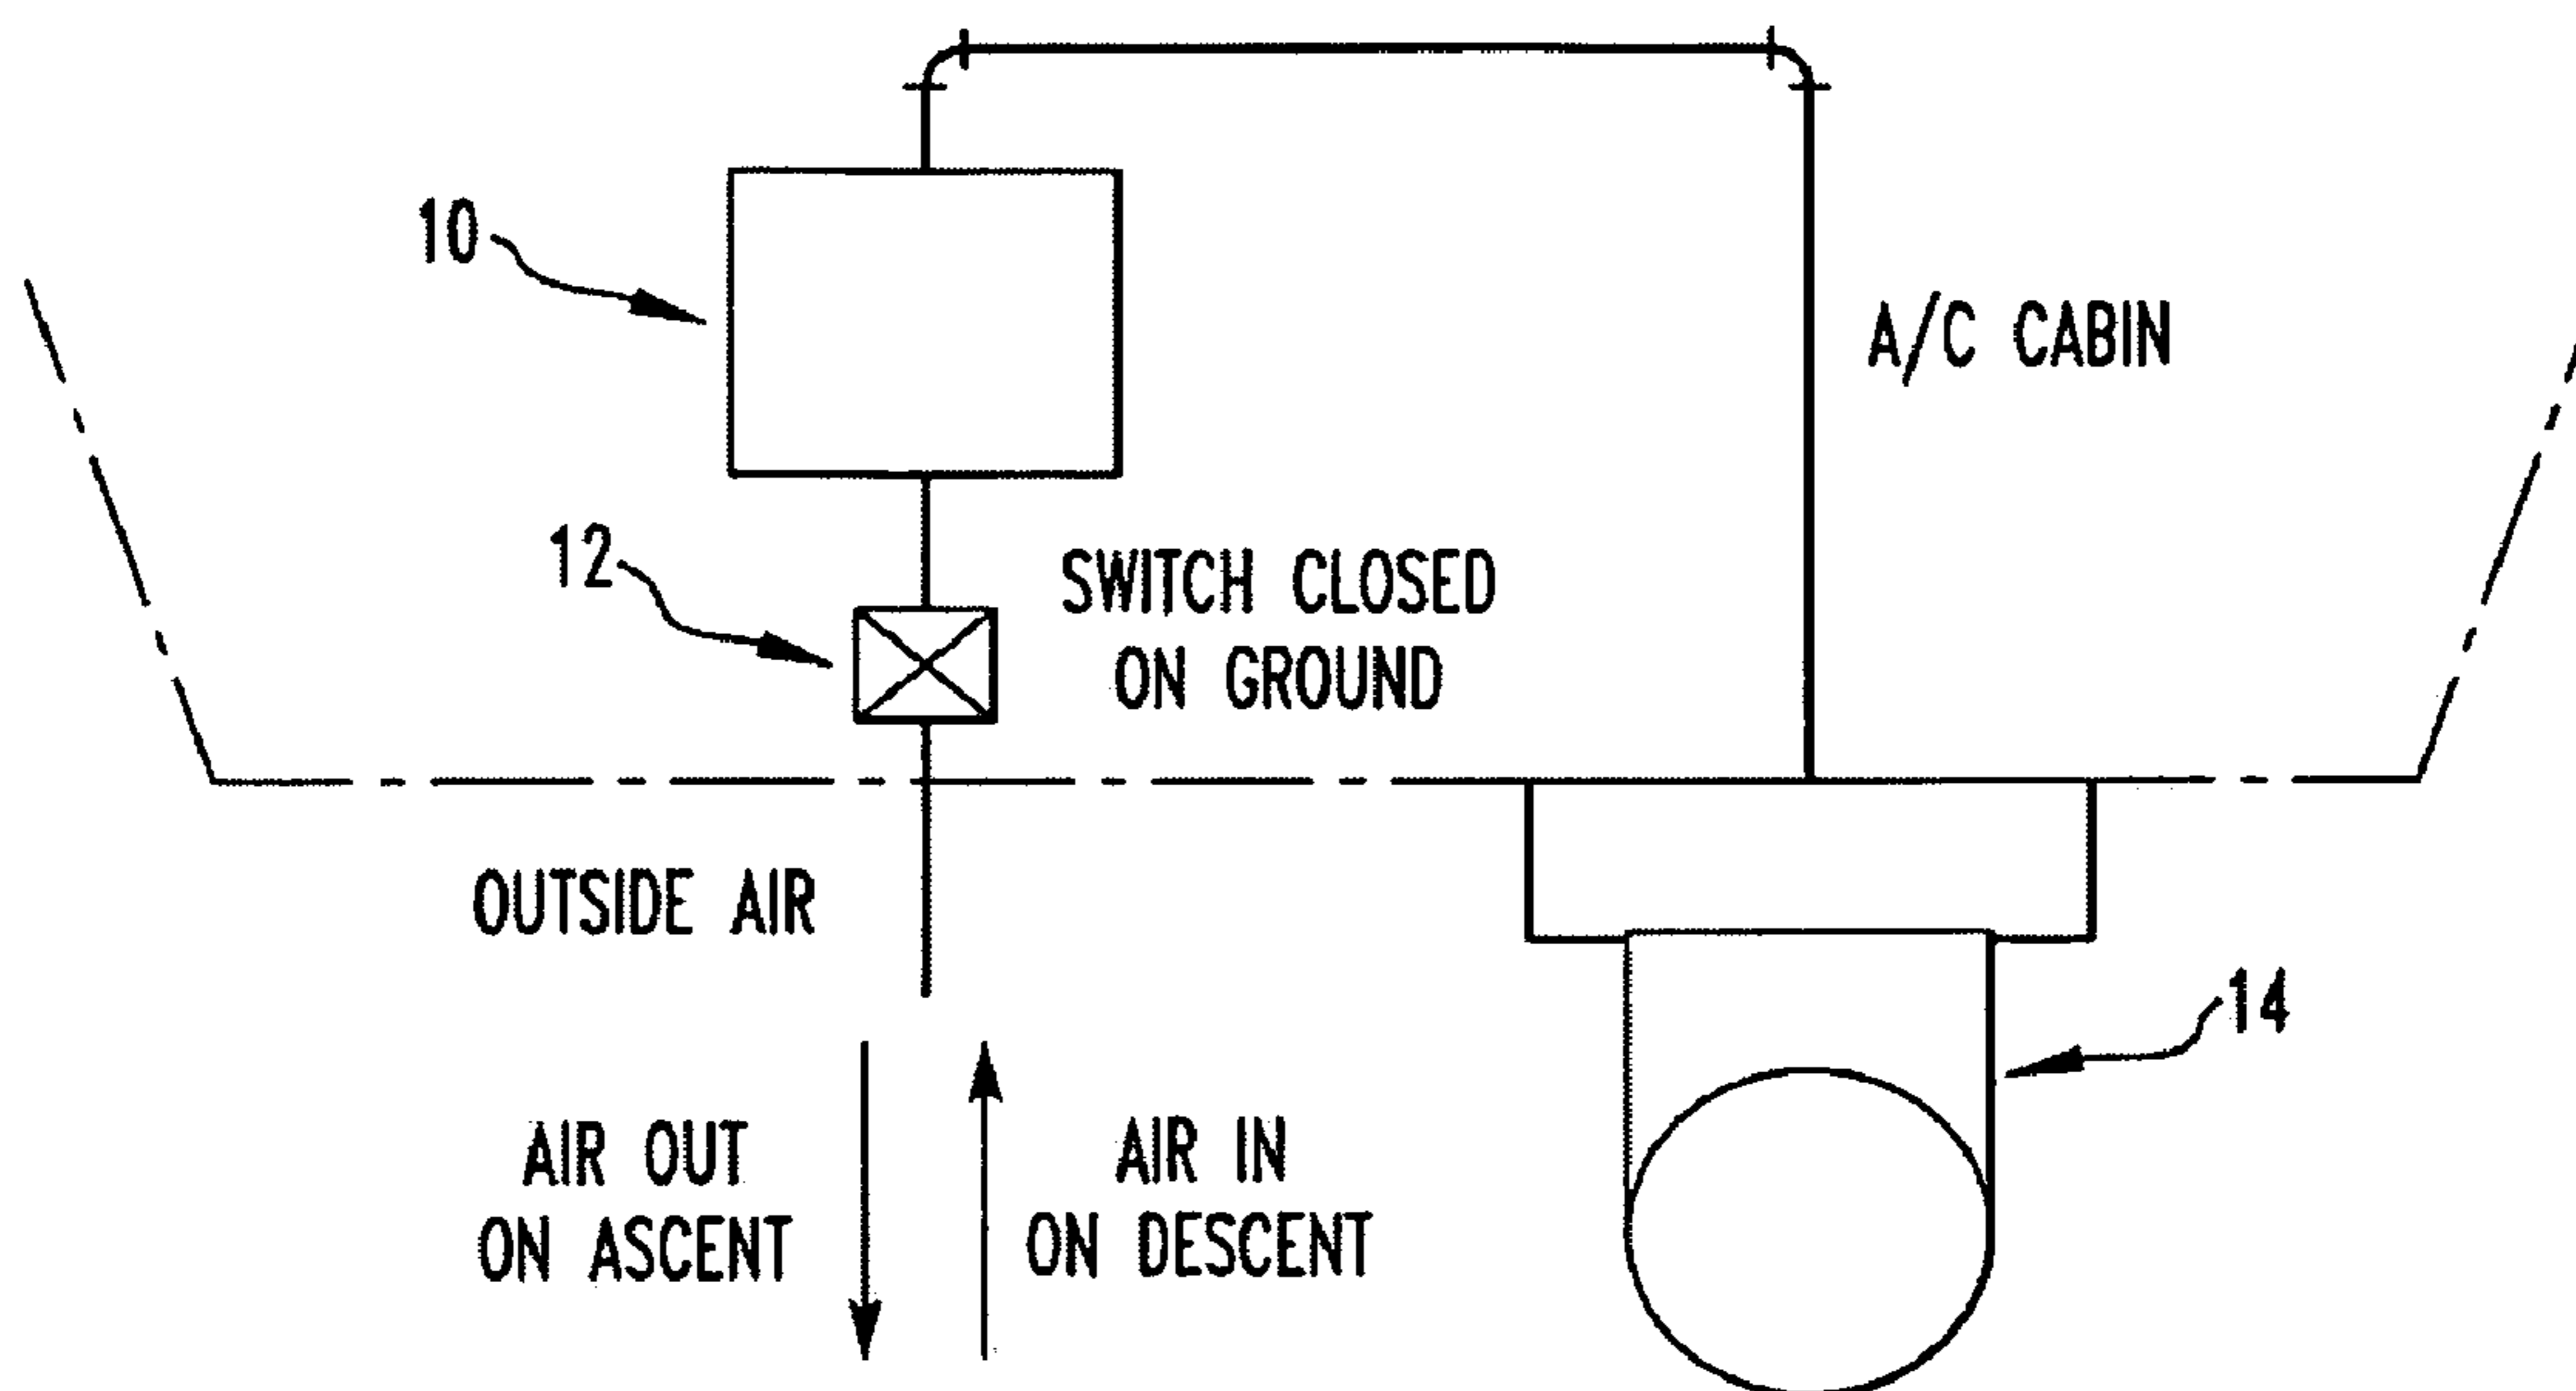 10
A/C CABIN
12
SWITCH CLOSED
ON GROUND
OUTSIDE AIR
14
AIR OUT
ON ASCENT
AIR IN
ON DESCENT